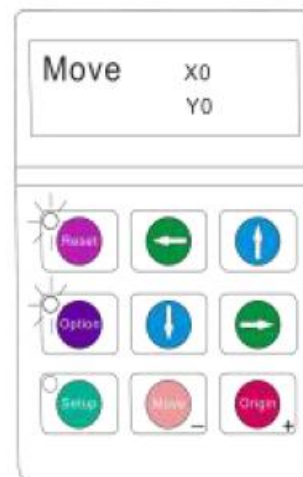 Move X0
Y0
Reset
Option
Setup Move - Origin +